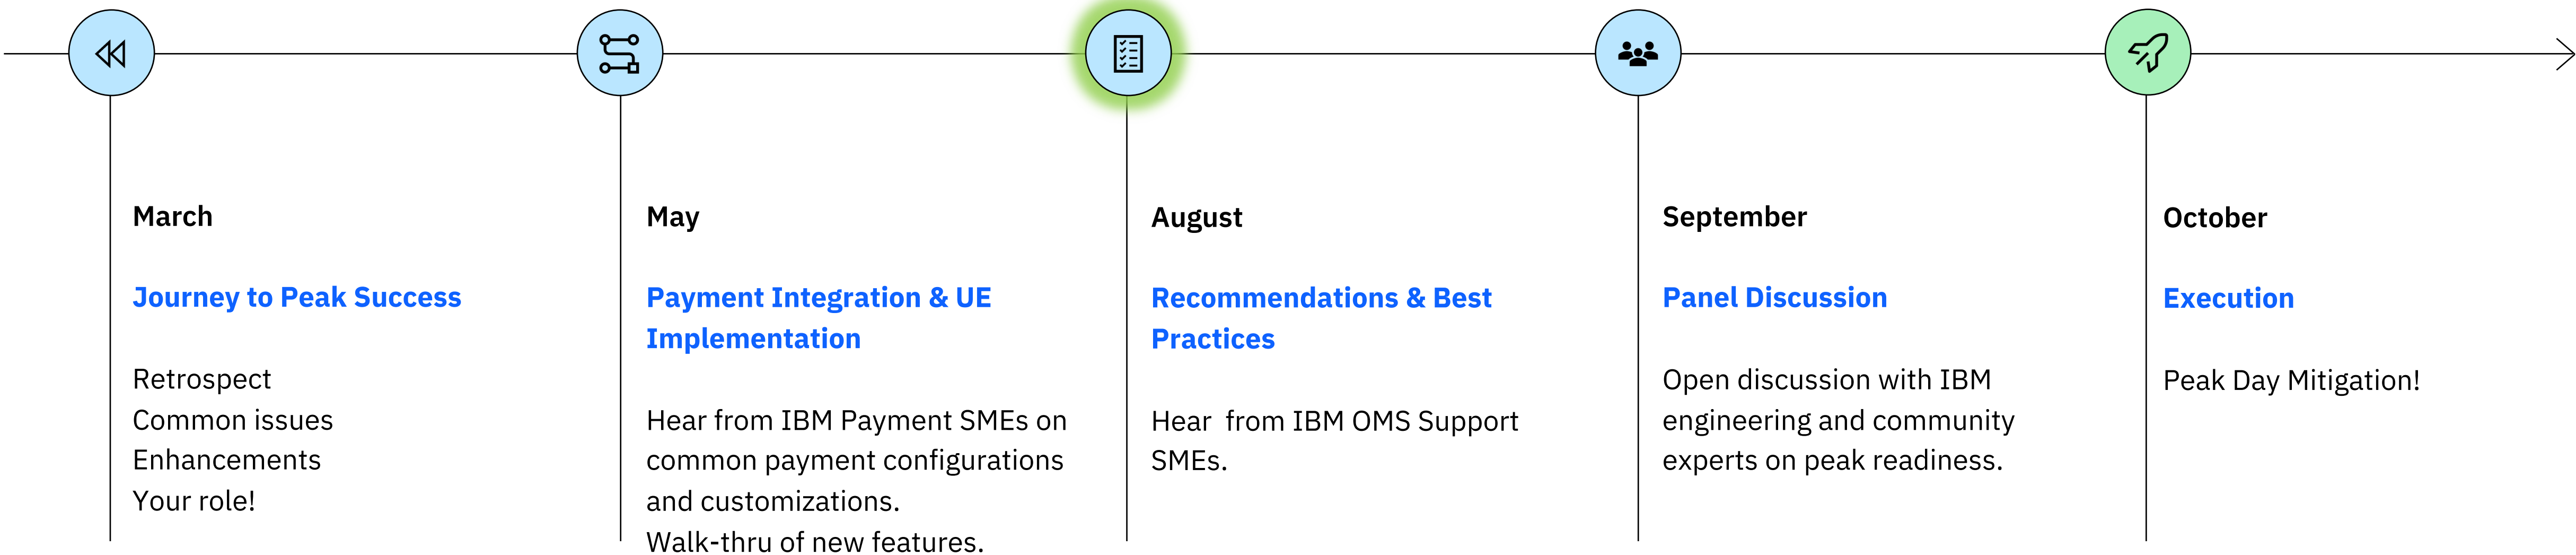 March
Journey to Peak Success
Retrospect
Common issues
Enhancements
Your role!
May
Payment Integration & UE
Implementation
Hear from IBM Payment SMEs on
common payment configurations
and customizations.
Walk-thru of new features.
August
Recommendations & Best
Practices
Hear  from IBM OMS Support
SMEs.
September
Panel Discussion
Open discussion with IBM
engineering and community
experts on peak readiness.
October
Execution
Peak Day Mitigation!